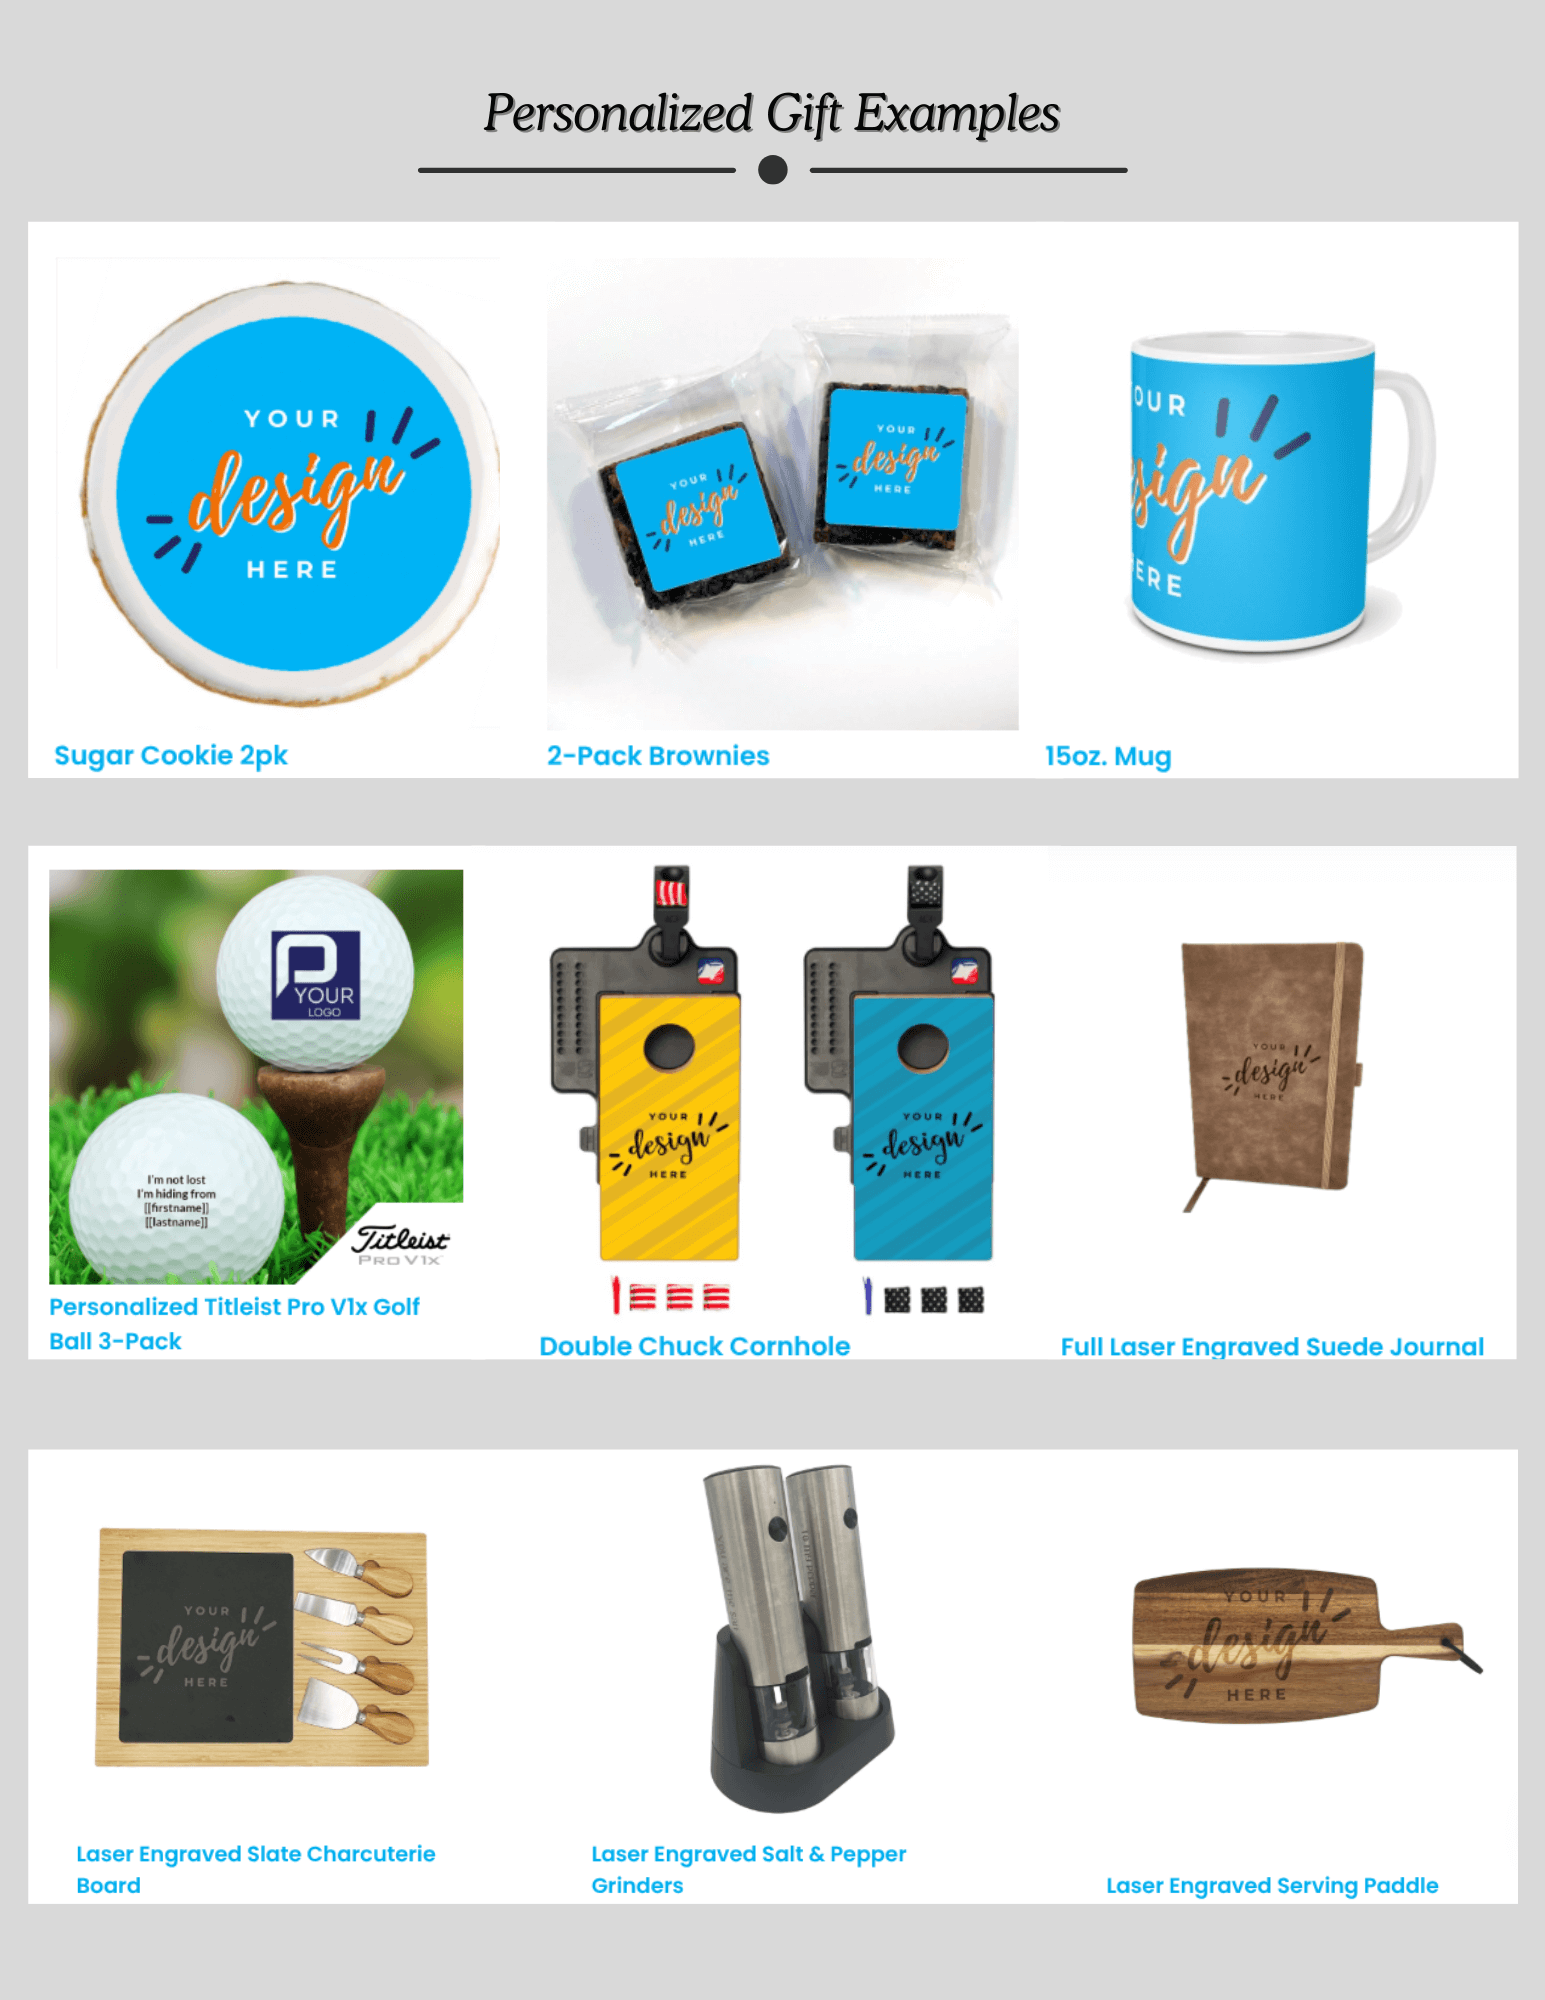 Personalized Gift Examples
YOUR
design
HERE
YOUR
design
HERE
YOUR
design
HERE
OUR
sign
ERE
Sugar Cookie 2pk
2-Pack Brownies
15oz. Mug
P
YOUR
LOGO
I'm not lost
I'm hiding from
[[firstname]]
[[lastname]]
Titleist
PRO V1x
Personalized Titleist Pro V1x Golf
Ball 3-Pack
YOUR
design
HERE
YOUR
design
HERE
Double Chuck Cornhole
YOUR
design
HERE
Full Laser Engraved Suede Journal
YOUR
design
HERE
Laser Engraved Slate Charcuterie
Board
Laser Engraved Salt & Pepper
Grinders
YOUR
design
HERE
Laser Engraved Serving Paddle